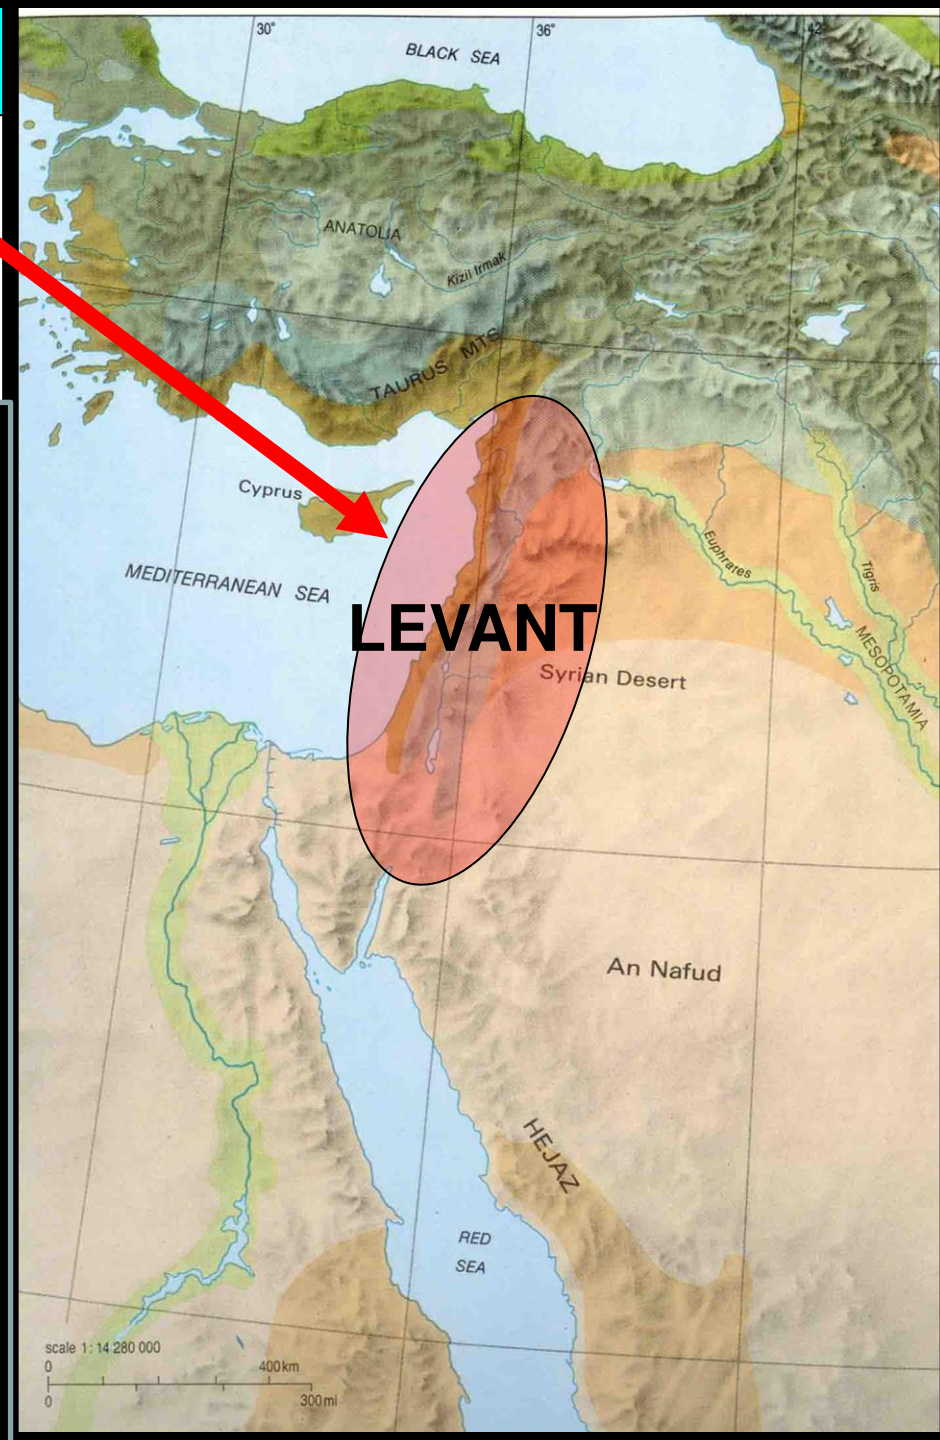 30°
36°
42°
BLACK SEA
ANATOLIA
Kizil Irmak
TAURUS MTS
Cyprus
MEDITERRANEAN SEA
Euphrates
Tigris
LEVANT
MESOPOTAMIA
Syrian Desert
An Nafud
HEJAZ
RED
SEA
scale 1: 14 280 000
0 400 km
0 300 mi